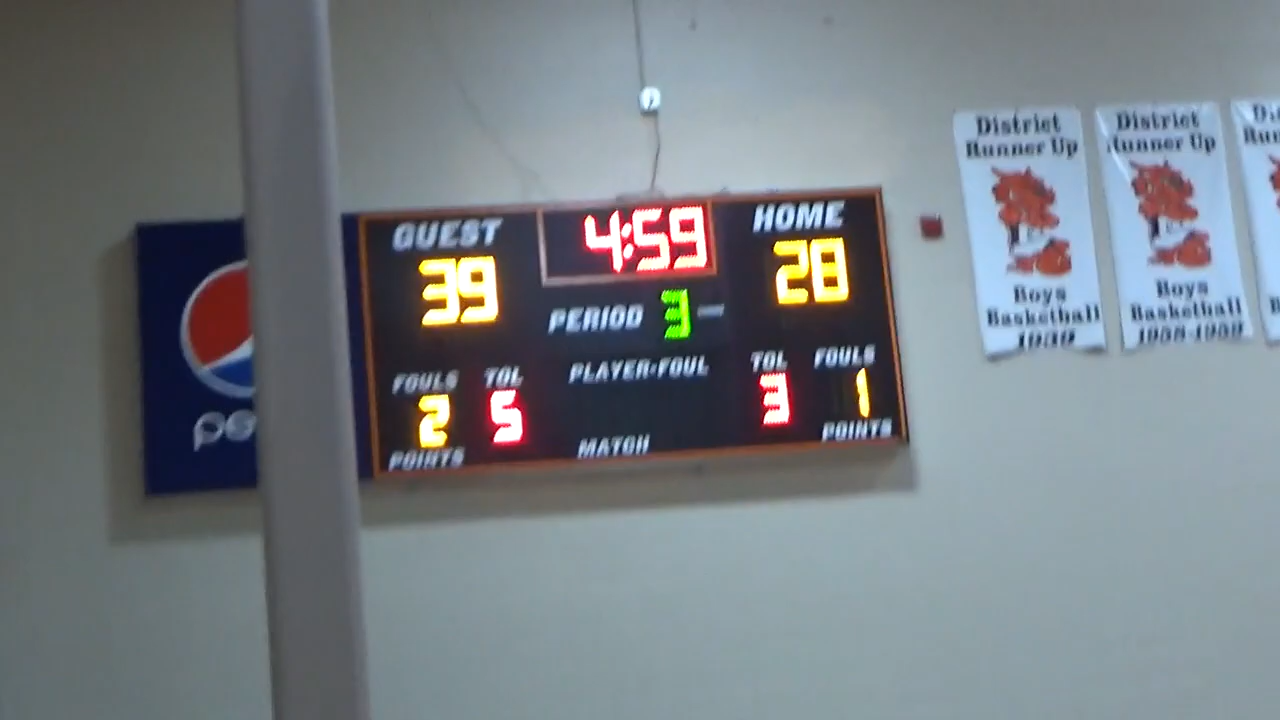 GUEST
4:59
HOME
39
28
PERIOD 3
FOULS TOL
PLAYER-FOUL
TOL FOULS
2 5
3 1
POINTS
MATCH
POINTS
District
Runner Up
Boys
Basketball
District
Runner Up
Boys
Basketball